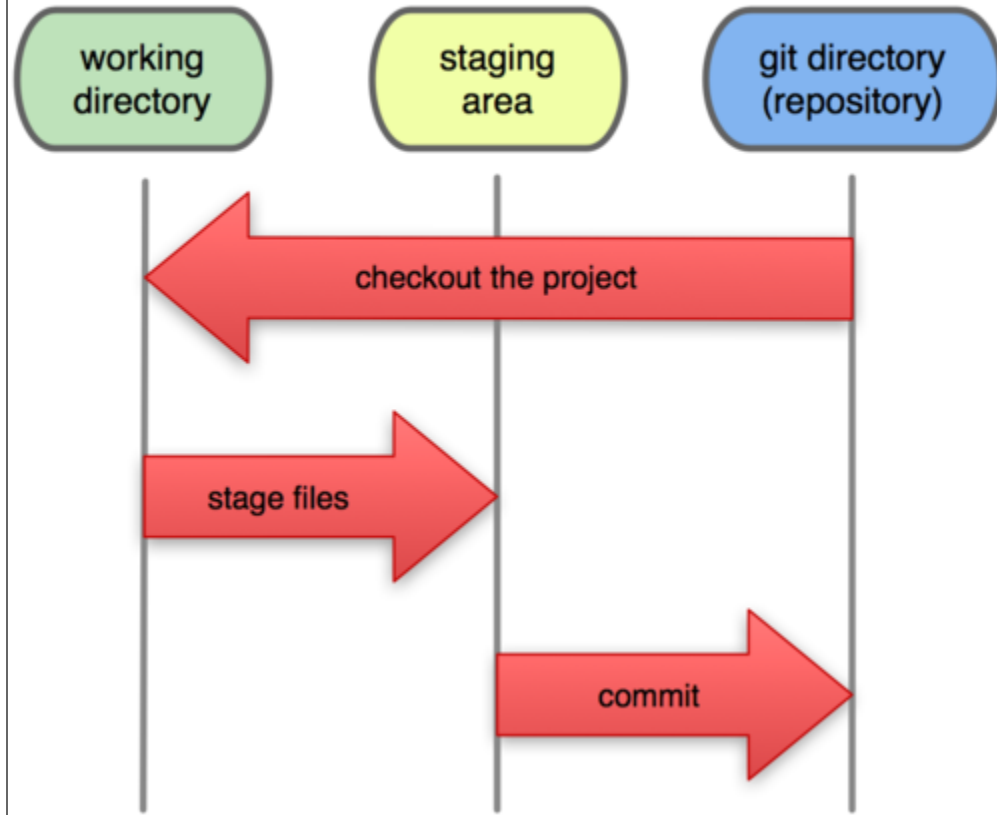 working
directory
staging
area
git directory
(repository)
checkout the project
stage files
commit